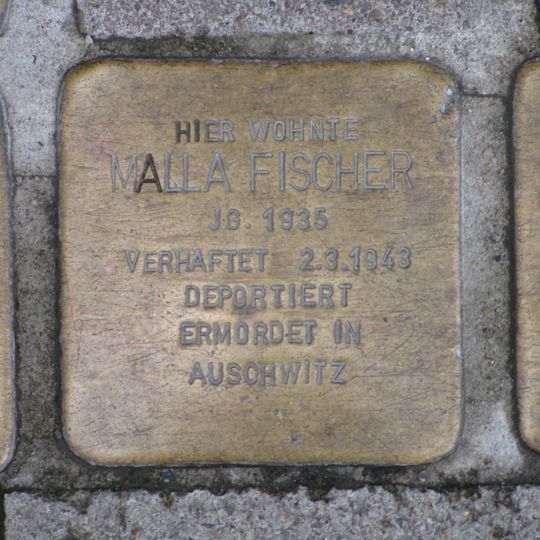 HIER WOHNTE
MALLA FISCHER
JG. 1935
VERHAFTET 2.3.1943
DEPORTIERT
ERMORDET IN
AUSCHWITZ